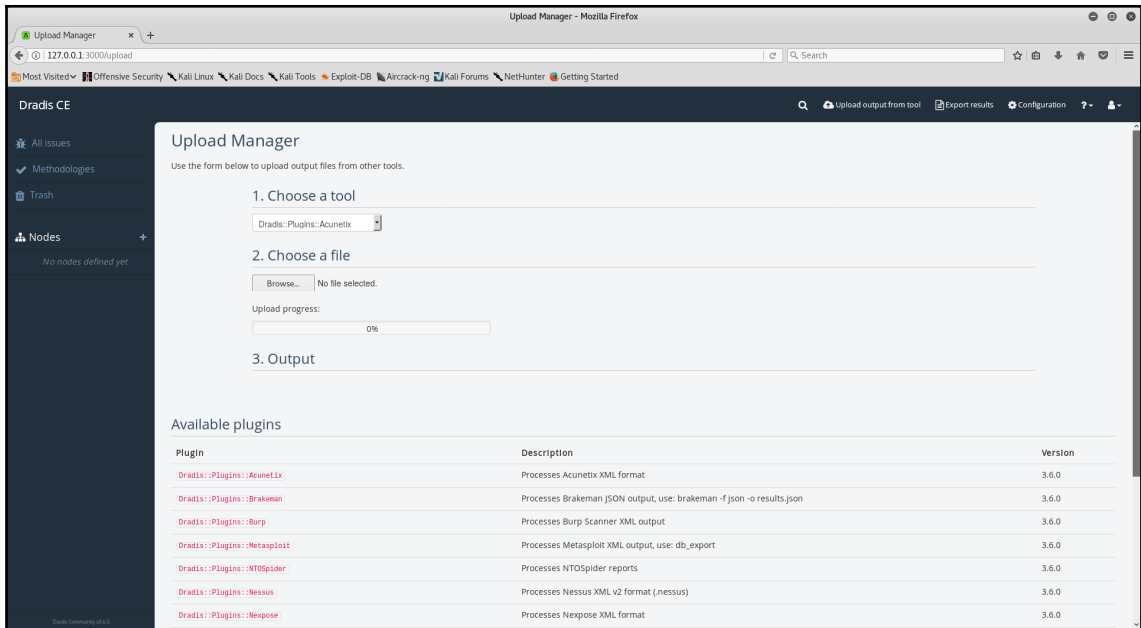 Upload Manager - Mozilla Firefox
Upload Manager × +
127.0.0.1:3000/upload Search
Most Visited Offensive Security Kali Linux Kali Docs Kali Tools Exploit-DB Aircrack-ng Kali Forums NetHunter Getting Started
Dradis CE Upload output from tool Export results Configuration ?
All issues
Methodologies
Trash
Nodes +
No nodes defined yet
Upload Manager
Use the form below to upload output files from other tools.
1. Choose a tool
Dradis::Plugins::Acunetix
2. Choose a file
Browse... No file selected.
Upload progress:
0%
3. Output
Available plugins
Plugin Description Version
Dradis::Plugins::Acunetix Processes Acunetix XML format 3.6.0
Dradis::Plugins::Brakeman Processes Brakeman JSON output, use: brakeman -f json -o results.json 3.6.0
Dradis::Plugins::Burp Processes Burp Scanner XML output 3.6.0
Dradis::Plugins::Metasploit Processes Metasploit XML output, use: db_export 3.6.0
Dradis::Plugins::NTOSpider Processes NTOSpider reports 3.6.0
Dradis::Plugins::Nessus Processes Nessus XML v2 format (.nessus) 3.6.0
Dradis::Plugins::Nexpose Processes Nexpose XML format 3.6.0
Dradis Community v3.6.0